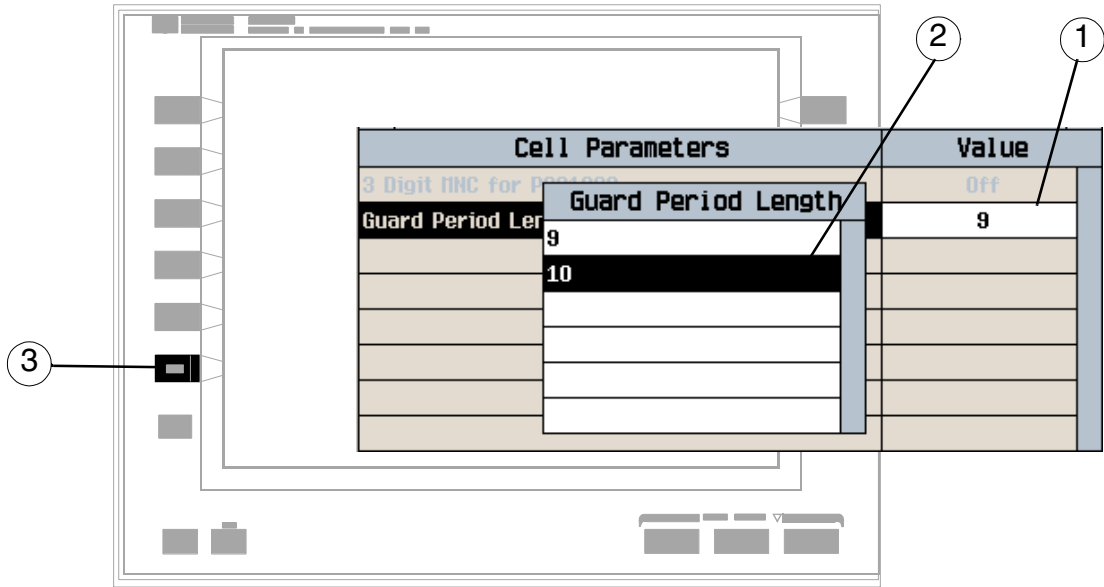 2
1
Cell Parameters
Value
3 Digit MNC for
Off
Guard Period Length
Guard Period
9
9
10
3